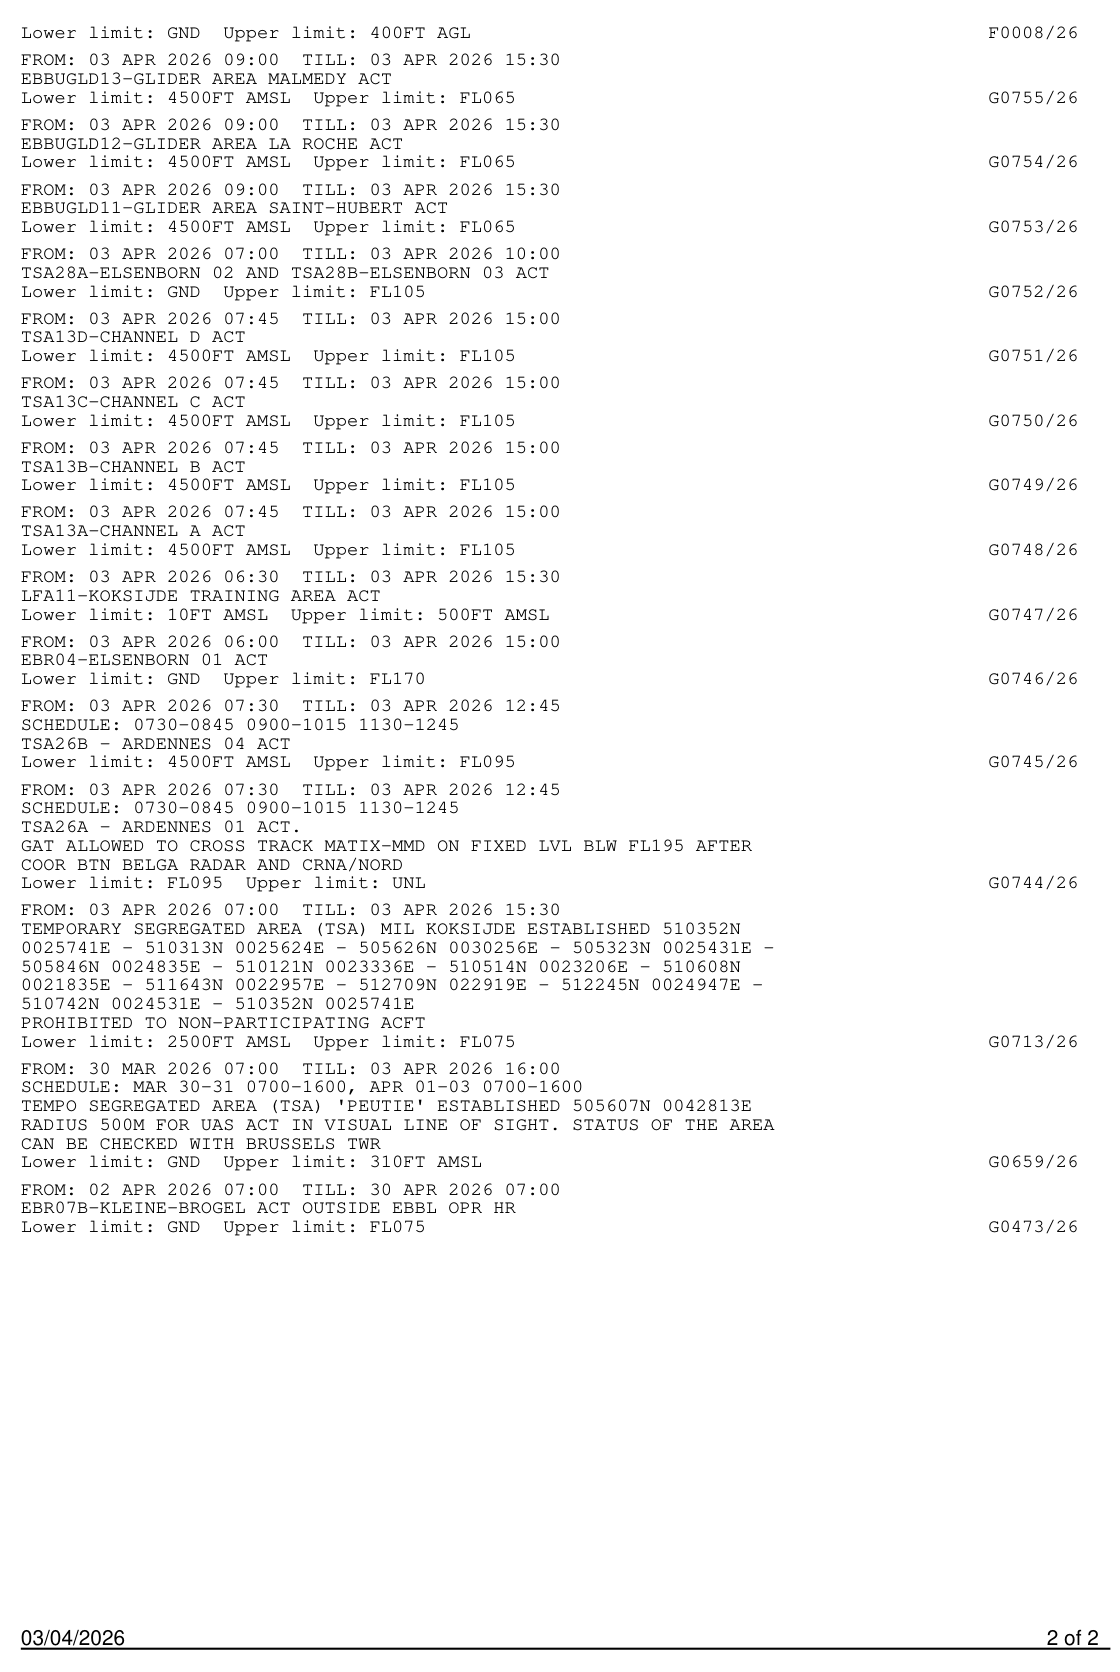 Lower limit: GND  Upper limit: 400FT AGL F0008/26
FROM: 03 APR 2026 09:00  TILL: 03 APR 2026 15:30
EBBUGLD13-GLIDER AREA MALMEDY ACT
Lower limit: 4500FT AMSL  Upper limit: FL065 G0755/26
FROM: 03 APR 2026 09:00  TILL: 03 APR 2026 15:30
EBBUGLD12-GLIDER AREA LA ROCHE ACT
Lower limit: 4500FT AMSL  Upper limit: FL065 G0754/26
FROM: 03 APR 2026 09:00  TILL: 03 APR 2026 15:30
EBBUGLD11-GLIDER AREA SAINT-HUBERT ACT
Lower limit: 4500FT AMSL  Upper limit: FL065 G0753/26
FROM: 03 APR 2026 07:00  TILL: 03 APR 2026 10:00
TSA28A-ELSENBORN 02 AND TSA28B-ELSENBORN 03 ACT
Lower limit: GND  Upper limit: FL105 G0752/26
FROM: 03 APR 2026 07:45  TILL: 03 APR 2026 15:00
TSA13D-CHANNEL D ACT
Lower limit: 4500FT AMSL  Upper limit: FL105 G0751/26
FROM: 03 APR 2026 07:45  TILL: 03 APR 2026 15:00
TSA13C-CHANNEL C ACT
Lower limit: 4500FT AMSL  Upper limit: FL105 G0750/26
FROM: 03 APR 2026 07:45  TILL: 03 APR 2026 15:00
TSA13B-CHANNEL B ACT
Lower limit: 4500FT AMSL  Upper limit: FL105 G0749/26
FROM: 03 APR 2026 07:45  TILL: 03 APR 2026 15:00
TSA13A-CHANNEL A ACT
Lower limit: 4500FT AMSL  Upper limit: FL105 G0748/26
FROM: 03 APR 2026 06:30  TILL: 03 APR 2026 15:30
LFA11-KOKSIJDE TRAINING AREA ACT
Lower limit: 10FT AMSL  Upper limit: 500FT AMSL G0747/26
FROM: 03 APR 2026 06:00  TILL: 03 APR 2026 15:00
EBR04-ELSENBORN 01 ACT
Lower limit: GND  Upper limit: FL170 G0746/26
FROM: 03 APR 2026 07:30  TILL: 03 APR 2026 12:45
SCHEDULE: 0730-0845 0900-1015 1130-1245
TSA26B - ARDENNES 04 ACT
Lower limit: 4500FT AMSL  Upper limit: FL095 G0745/26
FROM: 03 APR 2026 07:30  TILL: 03 APR 2026 12:45
SCHEDULE: 0730-0845 0900-1015 1130-1245
TSA26A - ARDENNES 01 ACT.
GAT ALLOWED TO CROSS TRACK MATIX-MMD ON FIXED LVL BLW FL195 AFTER
COOR BTN BELGA RADAR AND CRNA/NORD
Lower limit: FL095  Upper limit: UNL G0744/26
FROM: 03 APR 2026 07:00  TILL: 03 APR 2026 15:30
TEMPORARY SEGREGATED AREA (TSA) MIL KOKSIJDE ESTABLISHED 510352N
0025741E - 510313N 0025624E - 505626N 0030256E - 505323N 0025431E -
505846N 0024835E - 510121N 0023336E - 510514N 0023206E - 510608N
0021835E - 511643N 0022957E - 512709N 022919E - 512245N 0024947E -
510742N 0024531E - 510352N 0025741E
PROHIBITED TO NON-PARTICIPATING ACFT
Lower limit: 2500FT AMSL  Upper limit: FL075 G0713/26
FROM: 30 MAR 2026 07:00  TILL: 03 APR 2026 16:00
SCHEDULE: MAR 30-31 0700-1600, APR 01-03 0700-1600
TEMPO SEGREGATED AREA (TSA) 'PEUTIE' ESTABLISHED 505607N 0042813E
RADIUS 500M FOR UAS ACT IN VISUAL LINE OF SIGHT. STATUS OF THE AREA
CAN BE CHECKED WITH BRUSSELS TWR
Lower limit: GND  Upper limit: 310FT AMSL G0659/26
FROM: 02 APR 2026 07:00  TILL: 30 APR 2026 07:00
EBR07B-KLEINE-BROGEL ACT OUTSIDE EBBL OPR HR
Lower limit: GND  Upper limit: FL075 G0473/26
03/04/2026 2 of 2